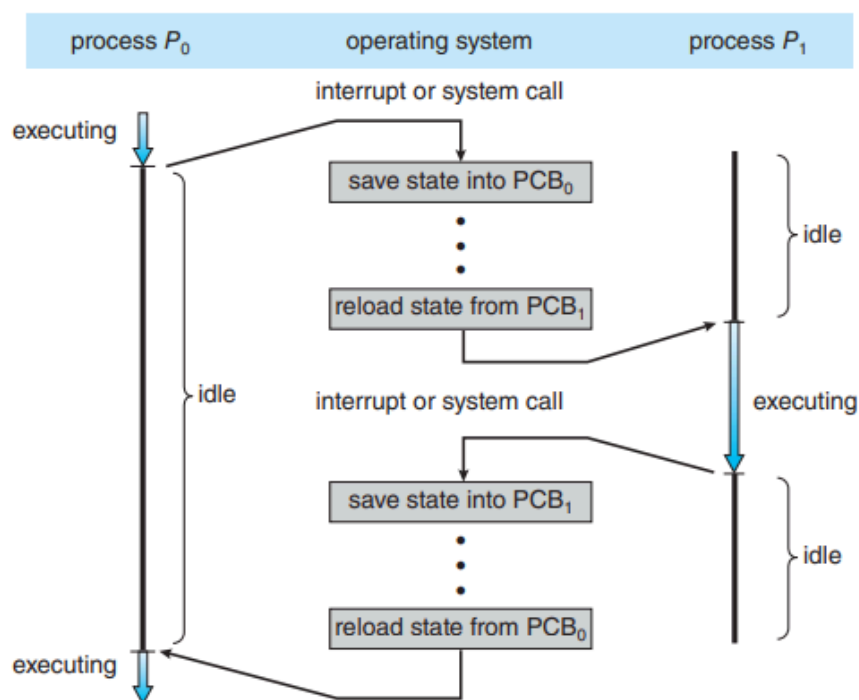 process P₀ operating system process P₁
interrupt or system call
executing
save state into PCB₀
idle
reload state from PCB₁
idle
interrupt or system call
executing
save state into PCB₁
idle
reload state from PCB₀
executing